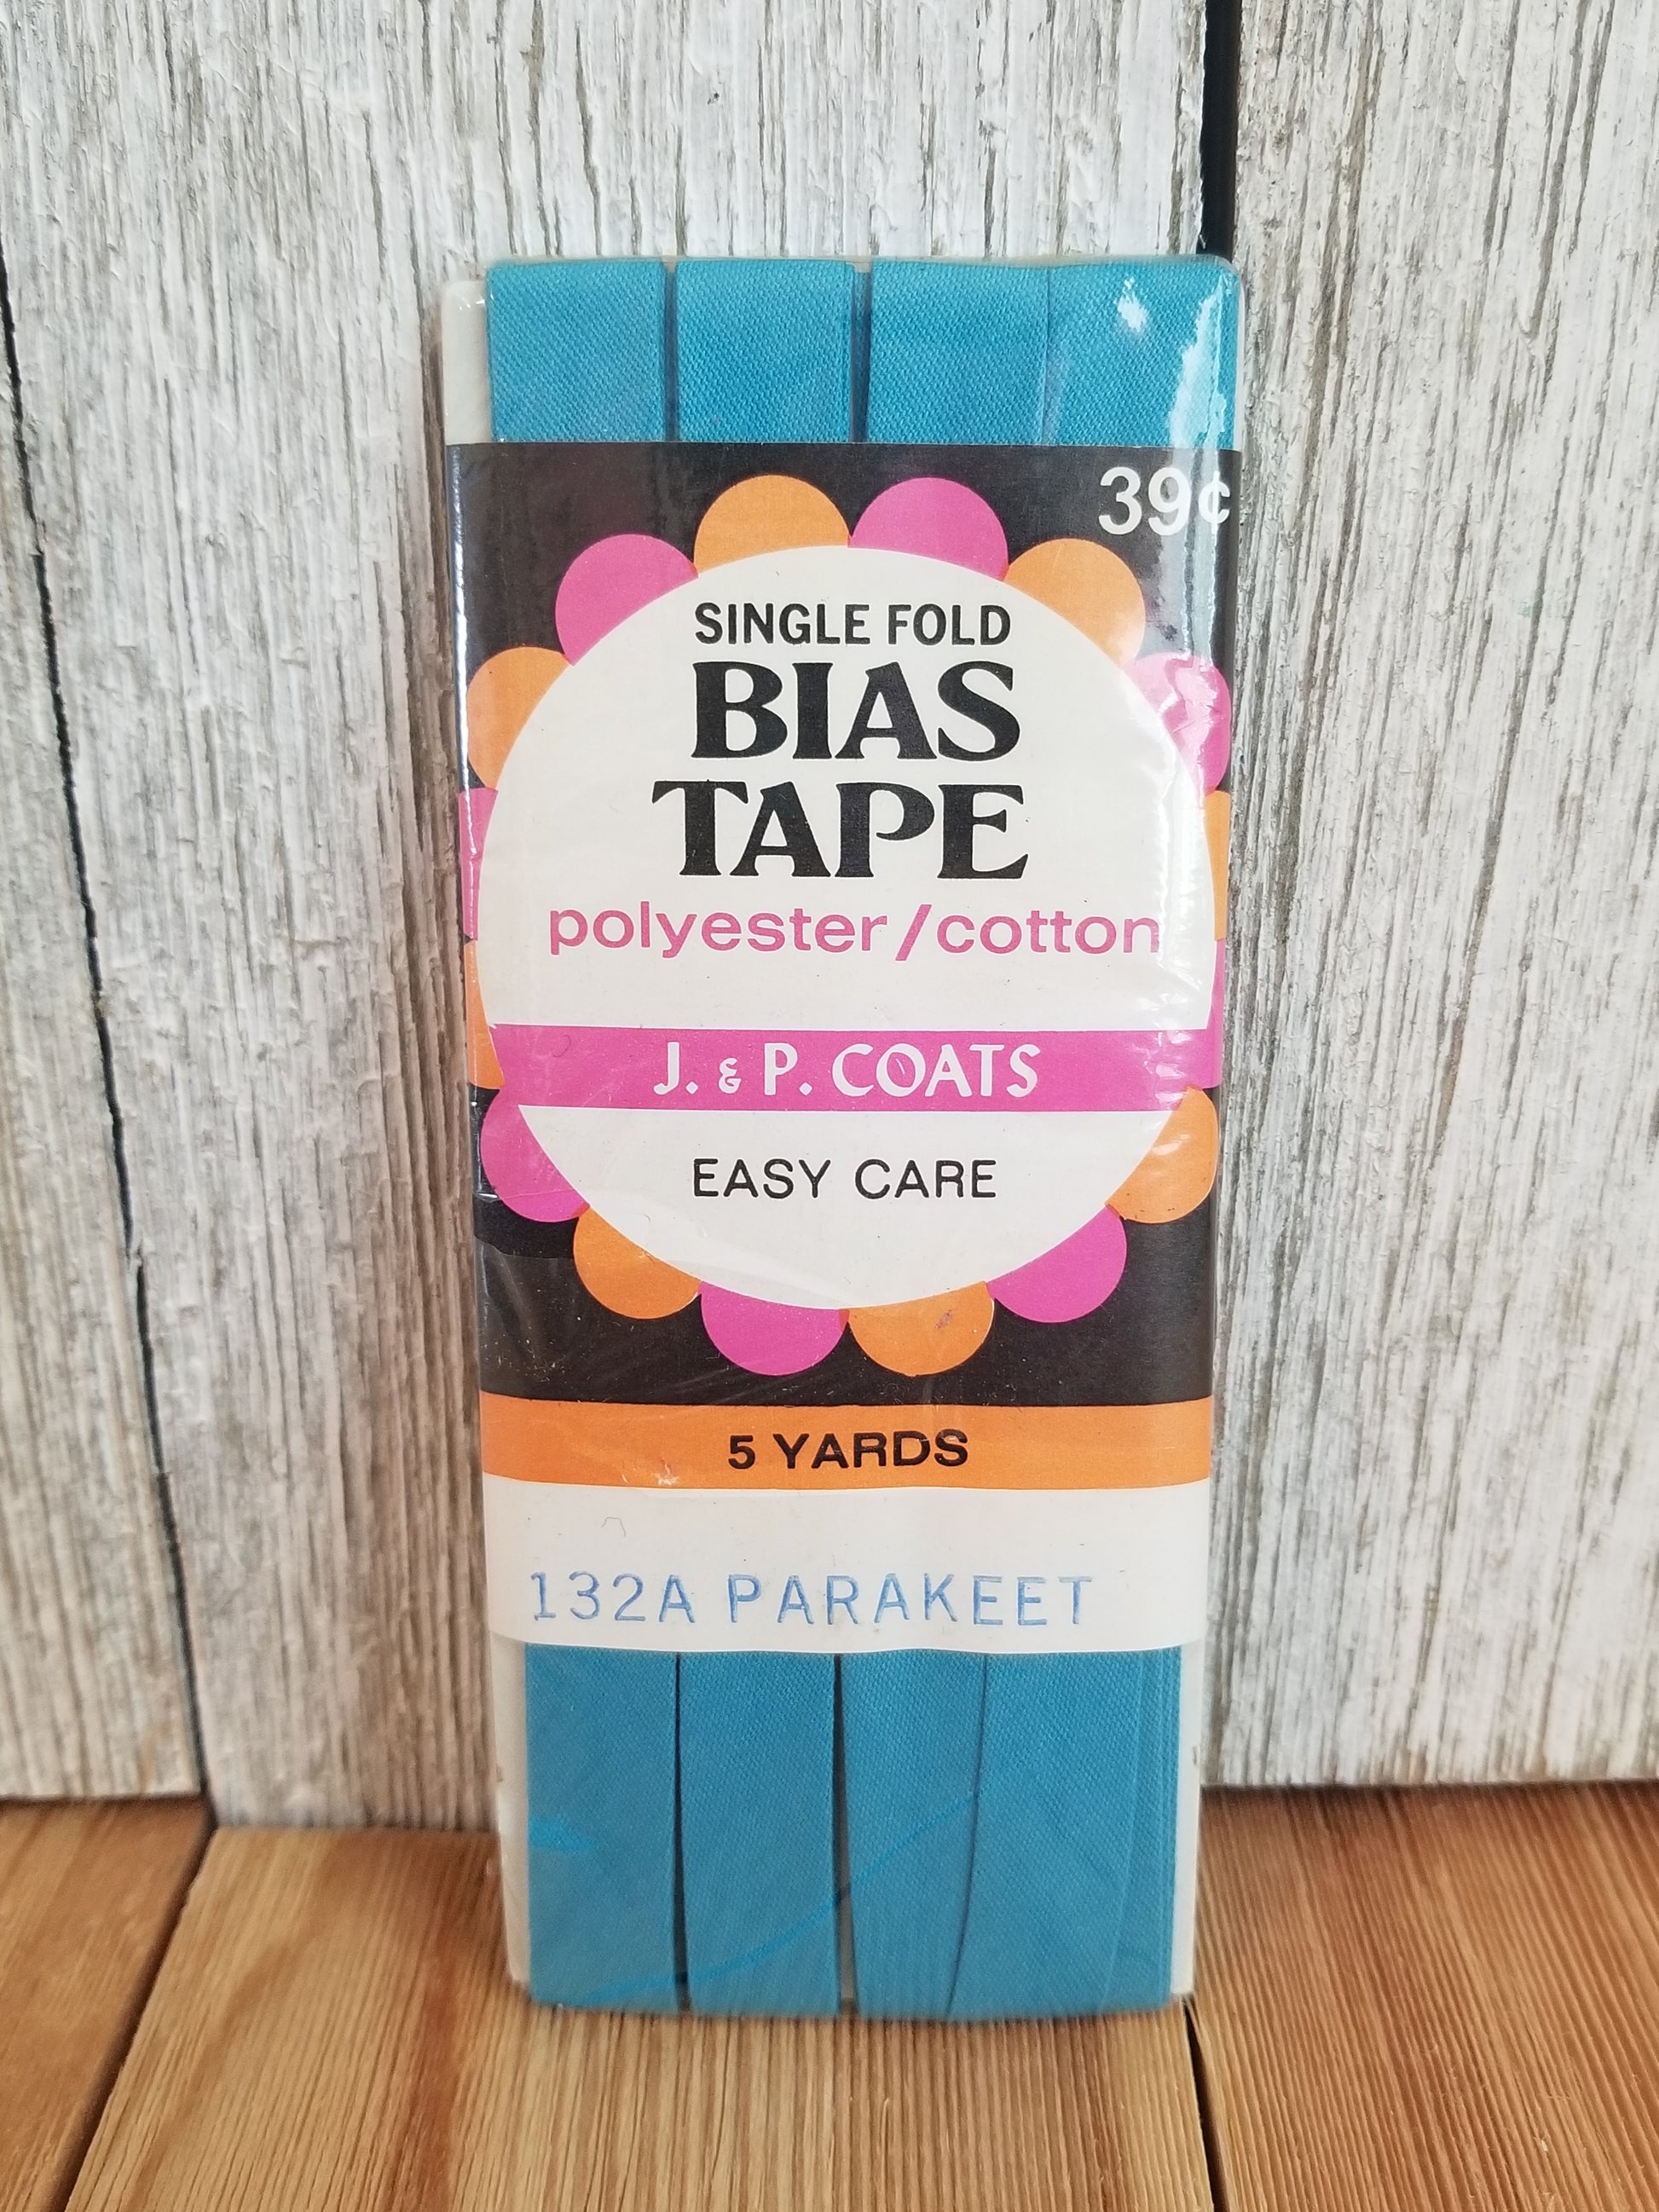 39¢
SINGLE FOLD
BIAS
TAPE
polyester/cotton
J. & P. COATS
EASY CARE
5 YARDS
132A PARAKEET